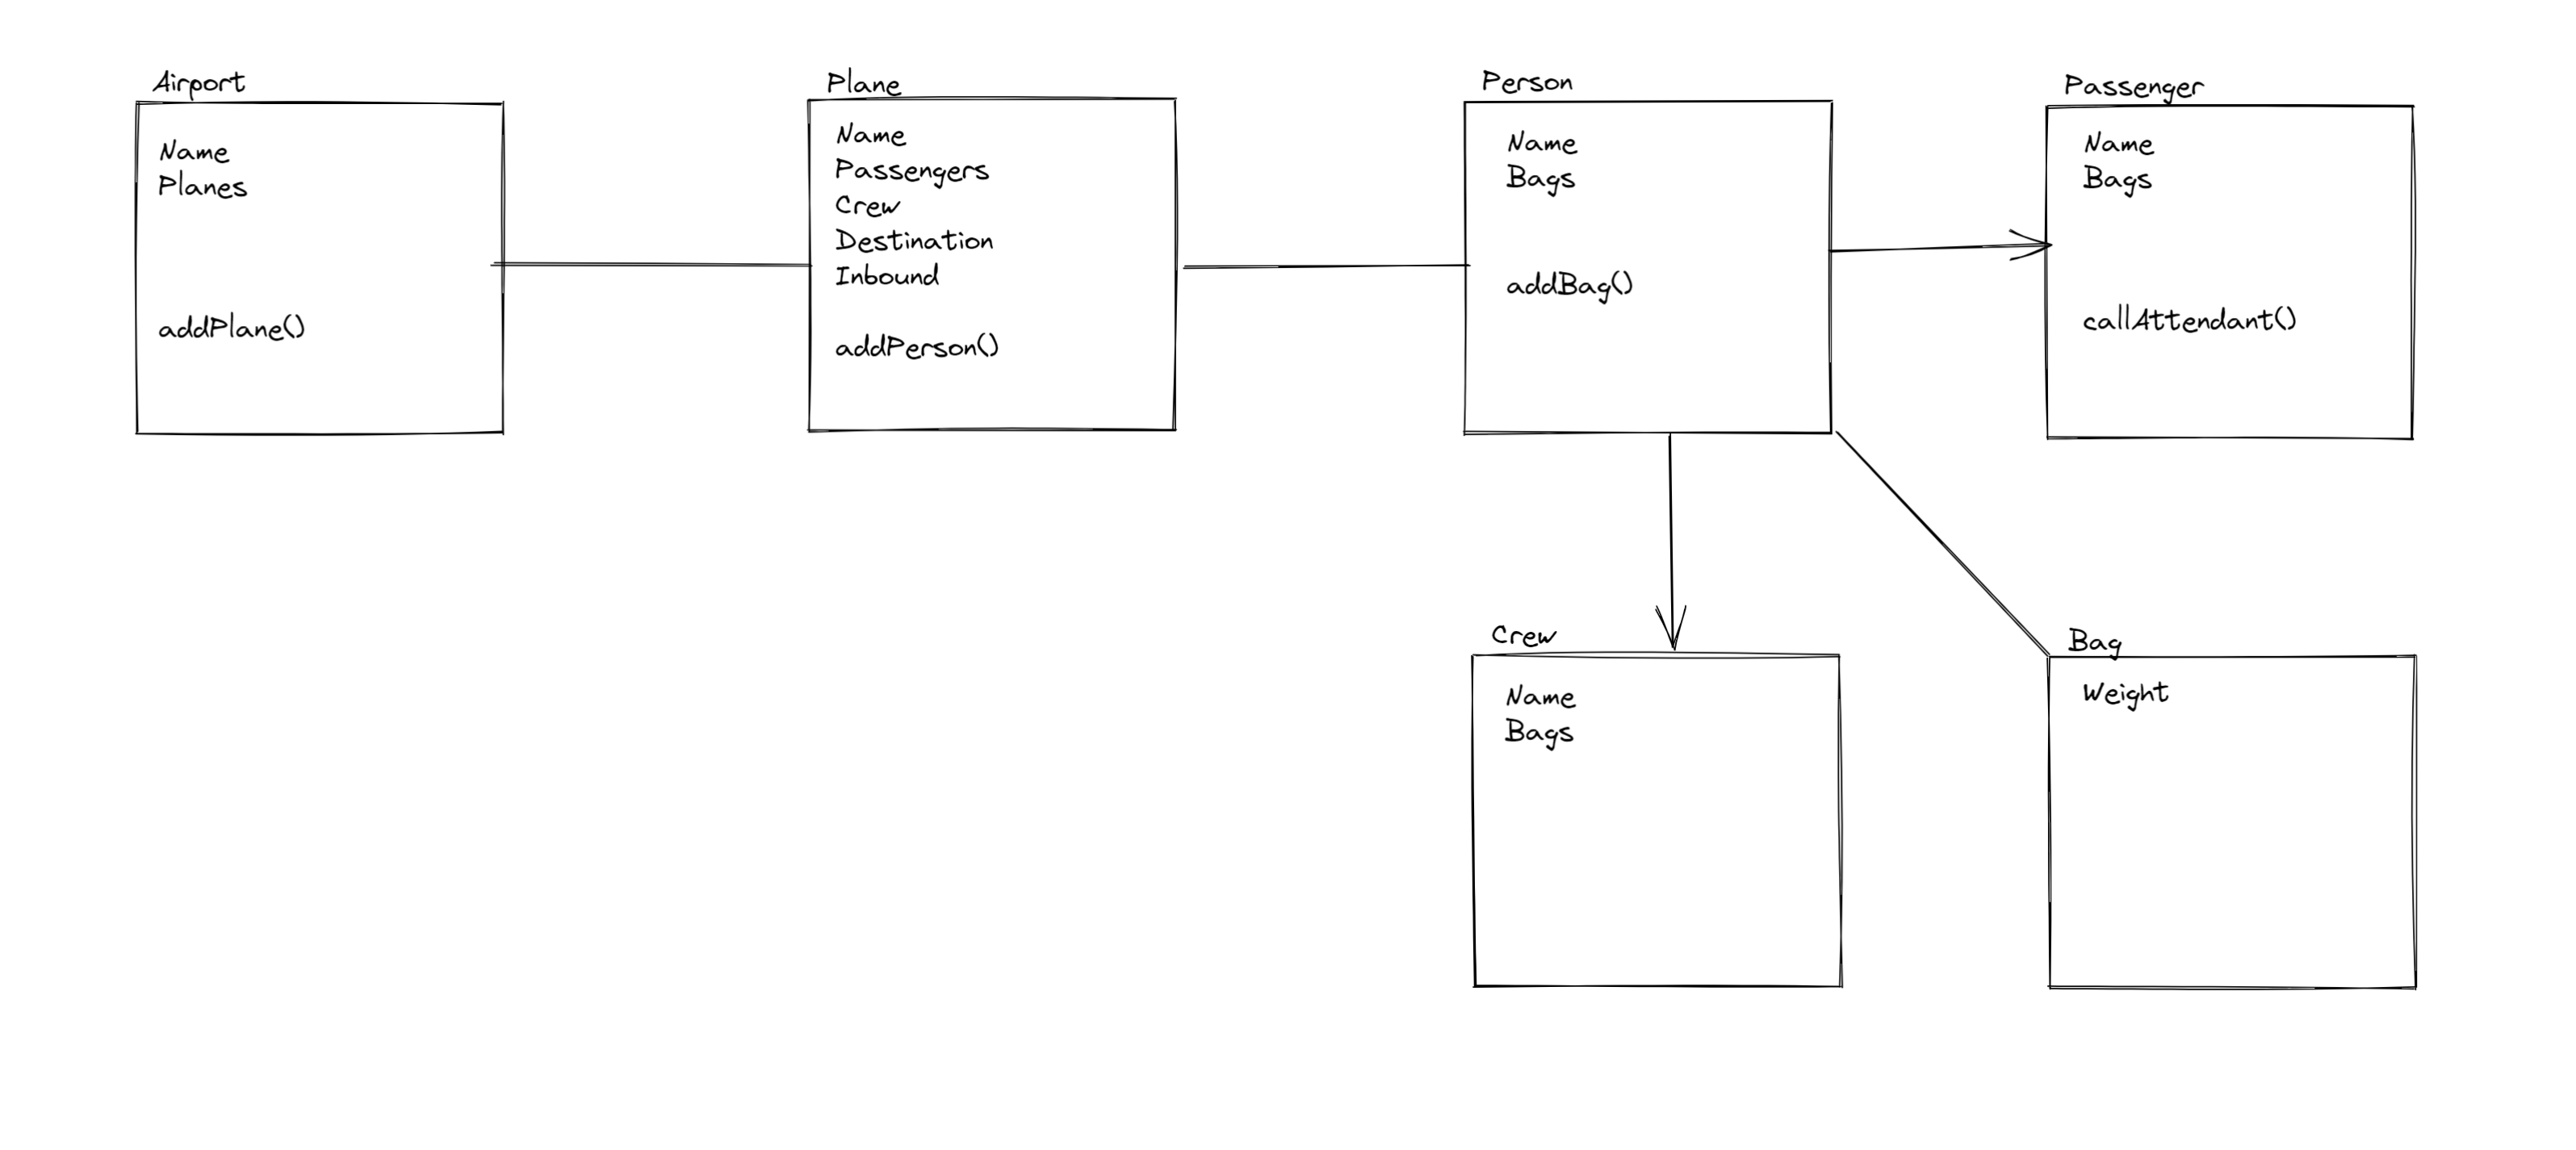 Airport
Name
Planes
addPlane()
Plane
Name
Passengers
Crew
Destination
Inbound
addPerson()
Person
Name
Bags
addBag()
Passenger
Name
Bags
callAttendant()
Crew
Name
Bags
Bag
Weight